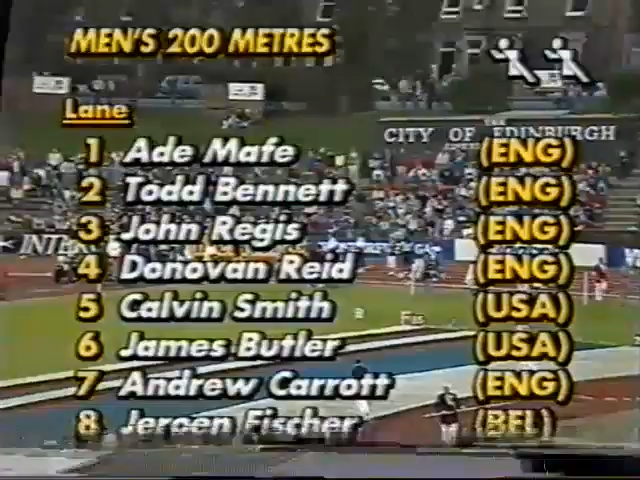 MEN'S 200 METRES
Lane
THE
CITY OF EDINBURGH
1 Ade Mafe (ENG)
2 Todd Bennett (ENG)
3 John Regis (ENG)
INTER
4 Donovan Reid (ENG)
5 Calvin Smith (USA)
6 James Butler (USA)
7 Andrew Carrott (ENG)
8 Jeroen Fischer (BEL)